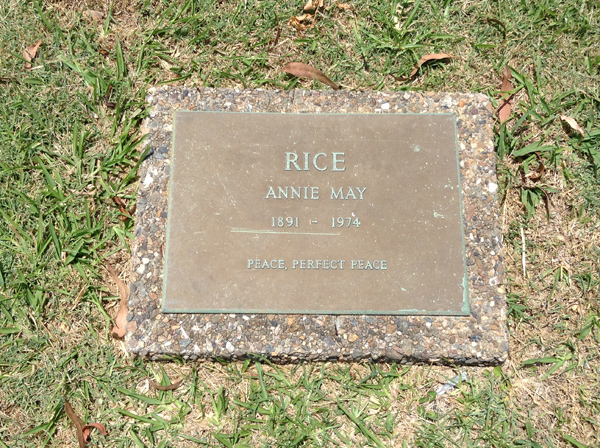 RICE
ANNIE MAY
1891 - 1974
PEACE, PERFECT PEACE